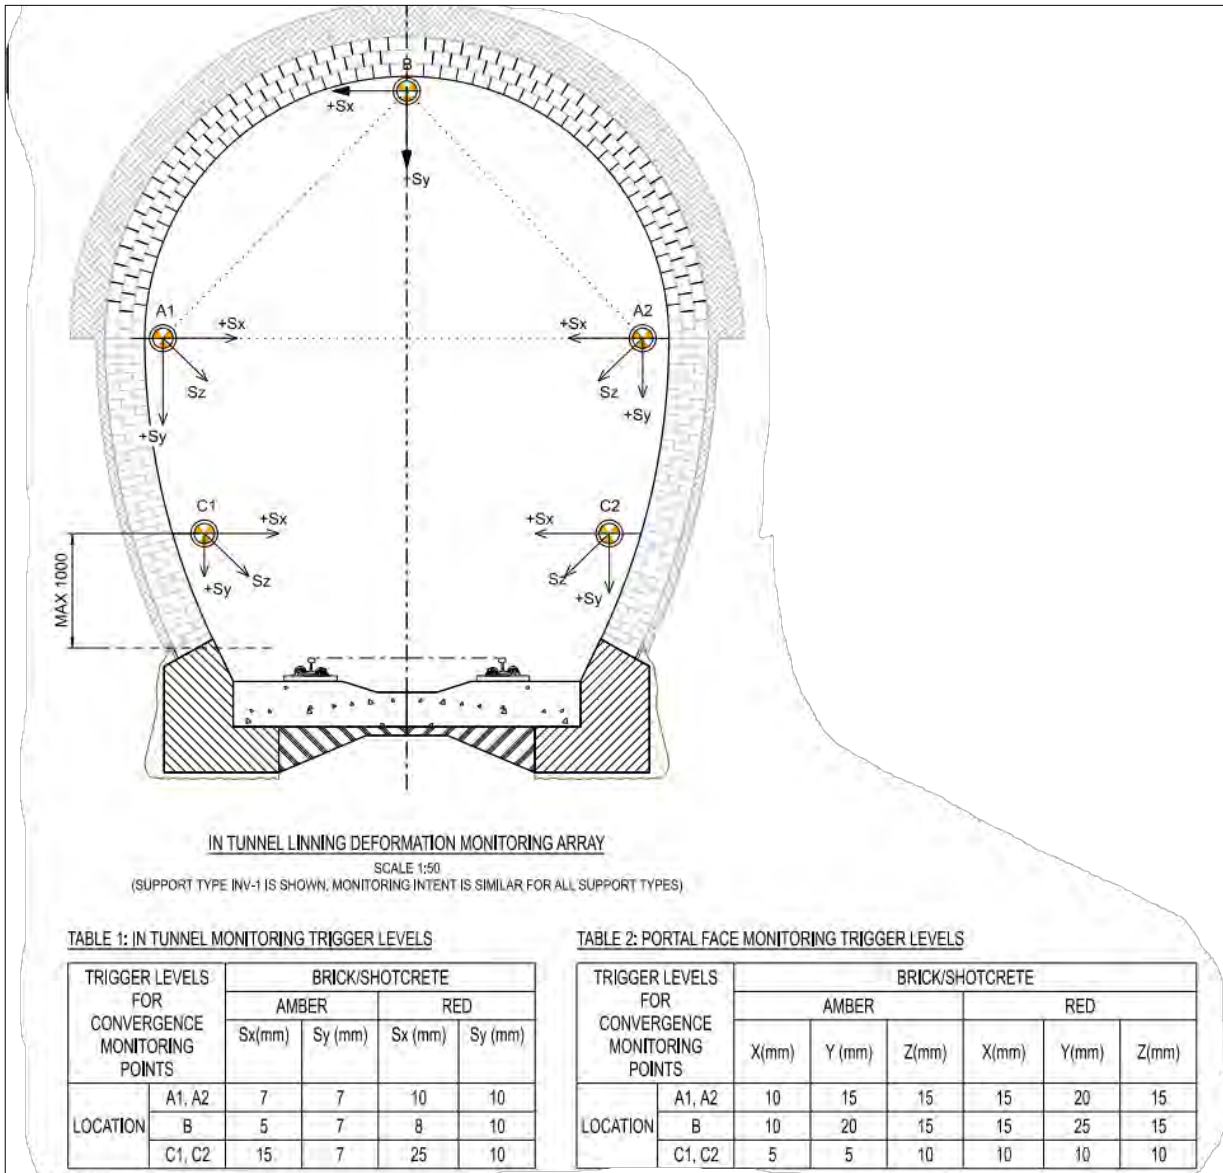 B
+Sx
+Sy
A1
A2
+Sx
+Sx
Sz
Sz
+Sy
+Sy
C1
C2
+Sx
+Sx
Sz
Sz
+Sy
+Sy
MAX 1000
IN TUNNEL LINNING DEFORMATION MONITORING ARRAY
SCALE 1:50
(SUPPORT TYPE INV-1 IS SHOWN. MONITORING INTENT IS SIMILAR FOR ALL SUPPORT TYPES)
TABLE 1: IN TUNNEL MONITORING TRIGGER LEVELS
TRIGGER LEVELS FOR CONVERGENCE MONITORING POINTS
BRICK/SHOTCRETE
AMBER RED
Sx(mm) Sy (mm) Sx (mm) Sy (mm)
LOCATION
A1, A2 7 7 10 10
B 5 7 8 10
C1, C2 15 7 25 10
TABLE 2: PORTAL FACE MONITORING TRIGGER LEVELS
TRIGGER LEVELS FOR CONVERGENCE MONITORING POINTS
BRICK/SHOTCRETE
AMBER RED
X(mm) Y (mm) Z(mm) X(mm) Y(mm) Z(mm)
LOCATION
A1, A2 10 15 15 15 20 15
B 10 20 15 15 25 15
C1, C2 5 5 10 10 10 10